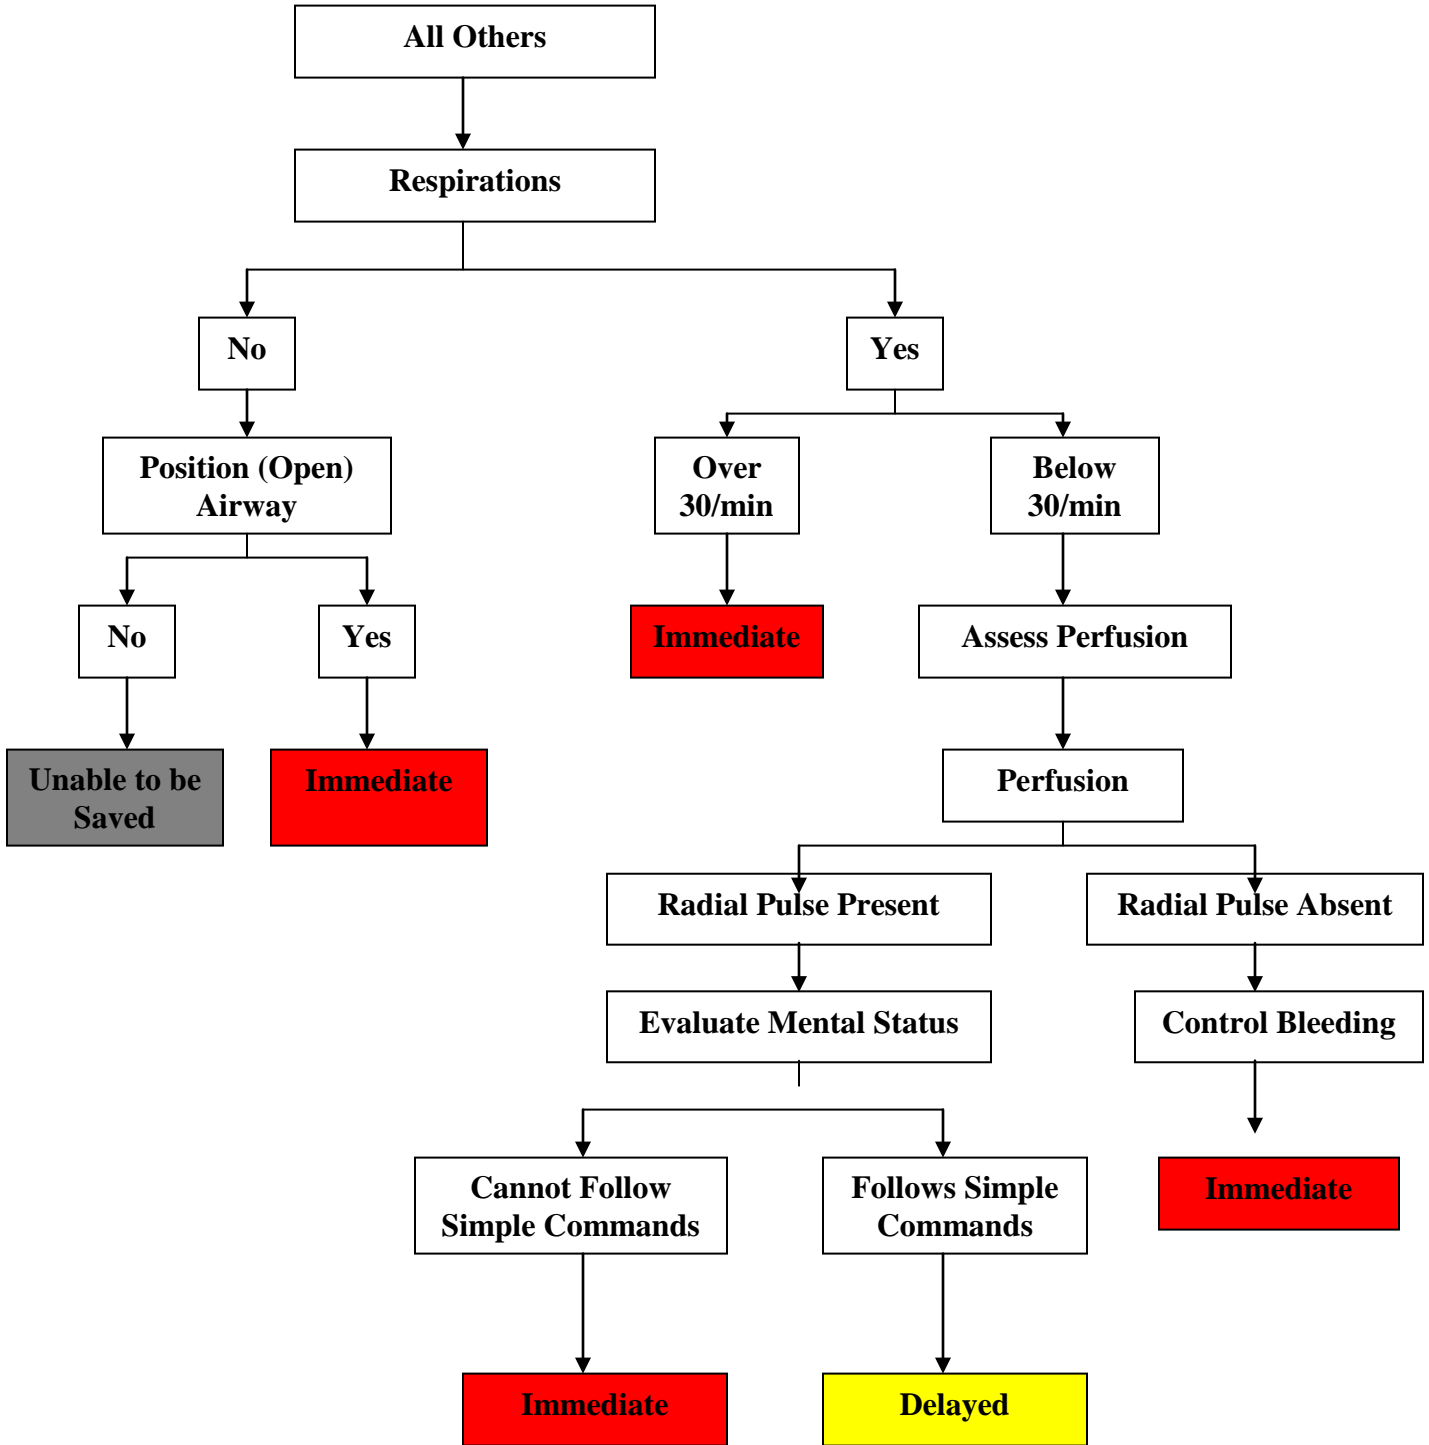 All Others
Respirations
No
Yes
Position (Open)
Airway
Over
30/min
Below
30/min
No
Yes
Immediate
Assess Perfusion
Unable to be
Saved
Immediate
Perfusion
Radial Pulse Present
Radial Pulse Absent
Evaluate Mental Status
Control Bleeding
Cannot Follow
Simple Commands
Follows Simple
Commands
Immediate
Immediate
Delayed